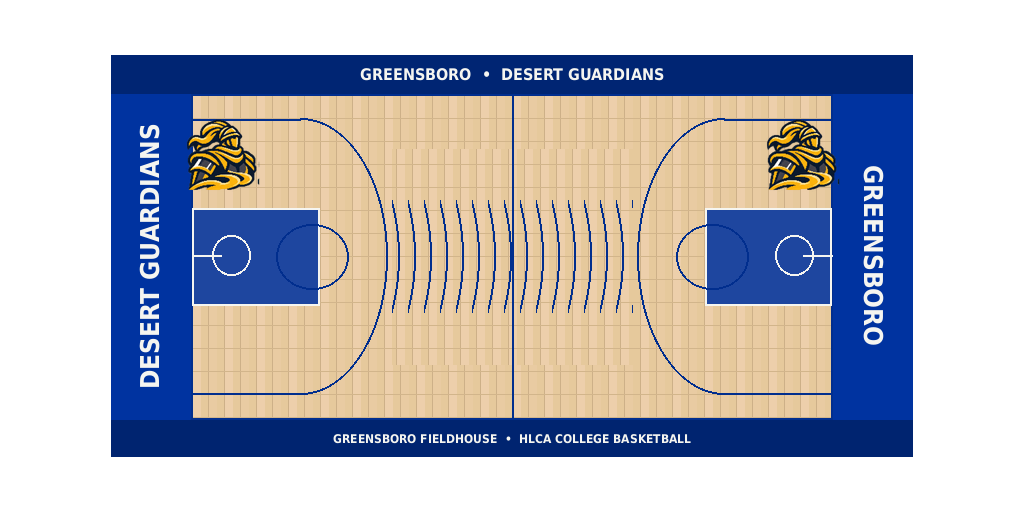 GREENSBORO • DESERT GUARDIANS
DESERT GUARDIANS
GREENSBORO
GREENSBORO FIELDHOUSE • HLCA COLLEGE BASKETBALL